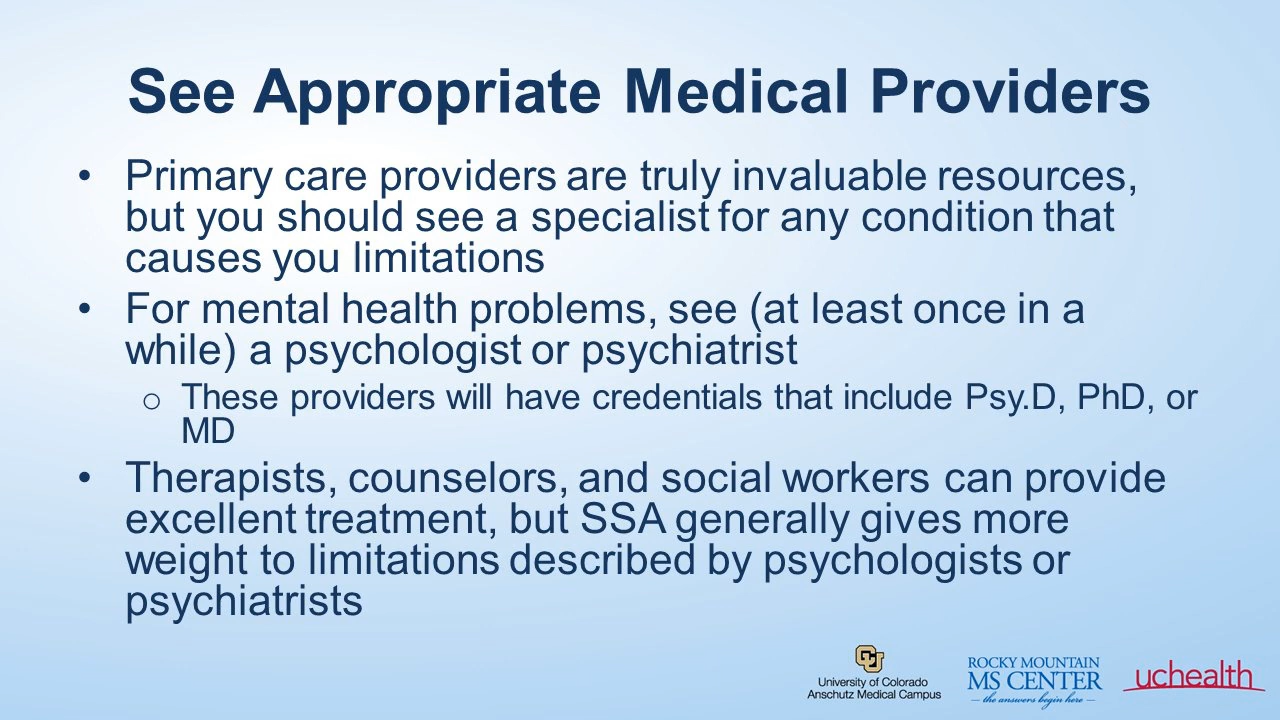 See Appropriate Medical Providers
• Primary care providers are truly invaluable resources,
but you should see a specialist for any condition that
causes you limitations
• For mental health problems, see (at least once in a
while) a psychologist or psychiatrist
o These providers will have credentials that include Psy.D, PhD, or
MD
• Therapists, counselors, and social workers can provide
excellent treatment, but SSA generally gives more
weight to limitations described by psychologists or
psychiatrists
CU
University of Colorado
Anschutz Medical Campus
ROCKY MOUNTAIN
MS CENTER
— the answers begin here —
uchealth